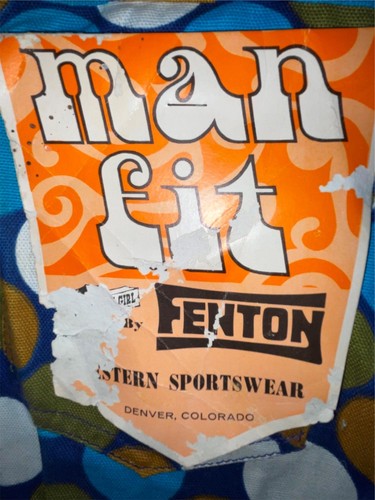 man
fit
GIRL
By FENTON
STERN SPORTSWEAR
DENVER, COLORADO